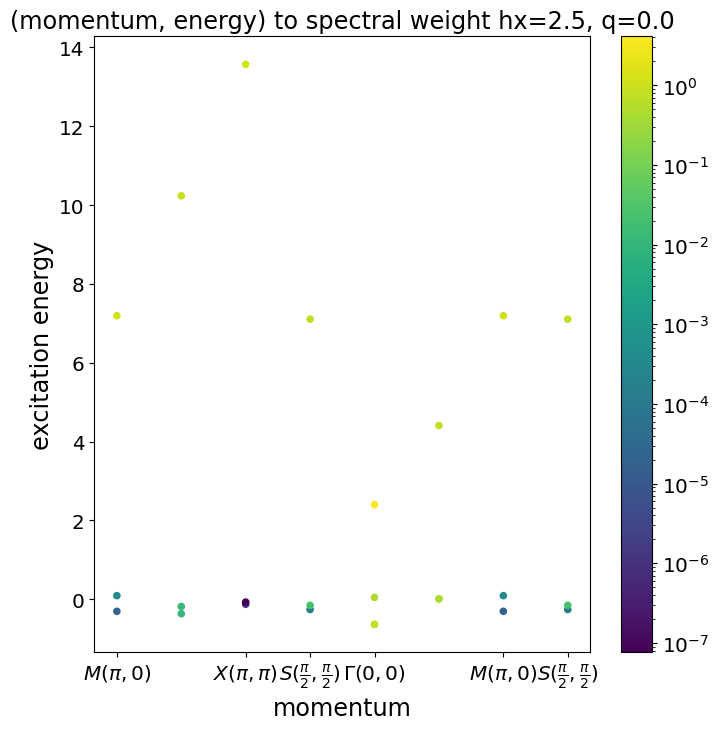 (momentum, energy) to spectral weight hx=2.5, q=0.0
excitation energy
14
12
10
8
6
4
2
0
M(π, 0)
X(π, π)
S(π/2, π/2)
Γ(0, 0)
M(π, 0)
S(π/2, π/2)
momentum
10⁰
10⁻¹
10⁻²
10⁻³
10⁻⁴
10⁻⁵
10⁻⁶
10⁻⁷